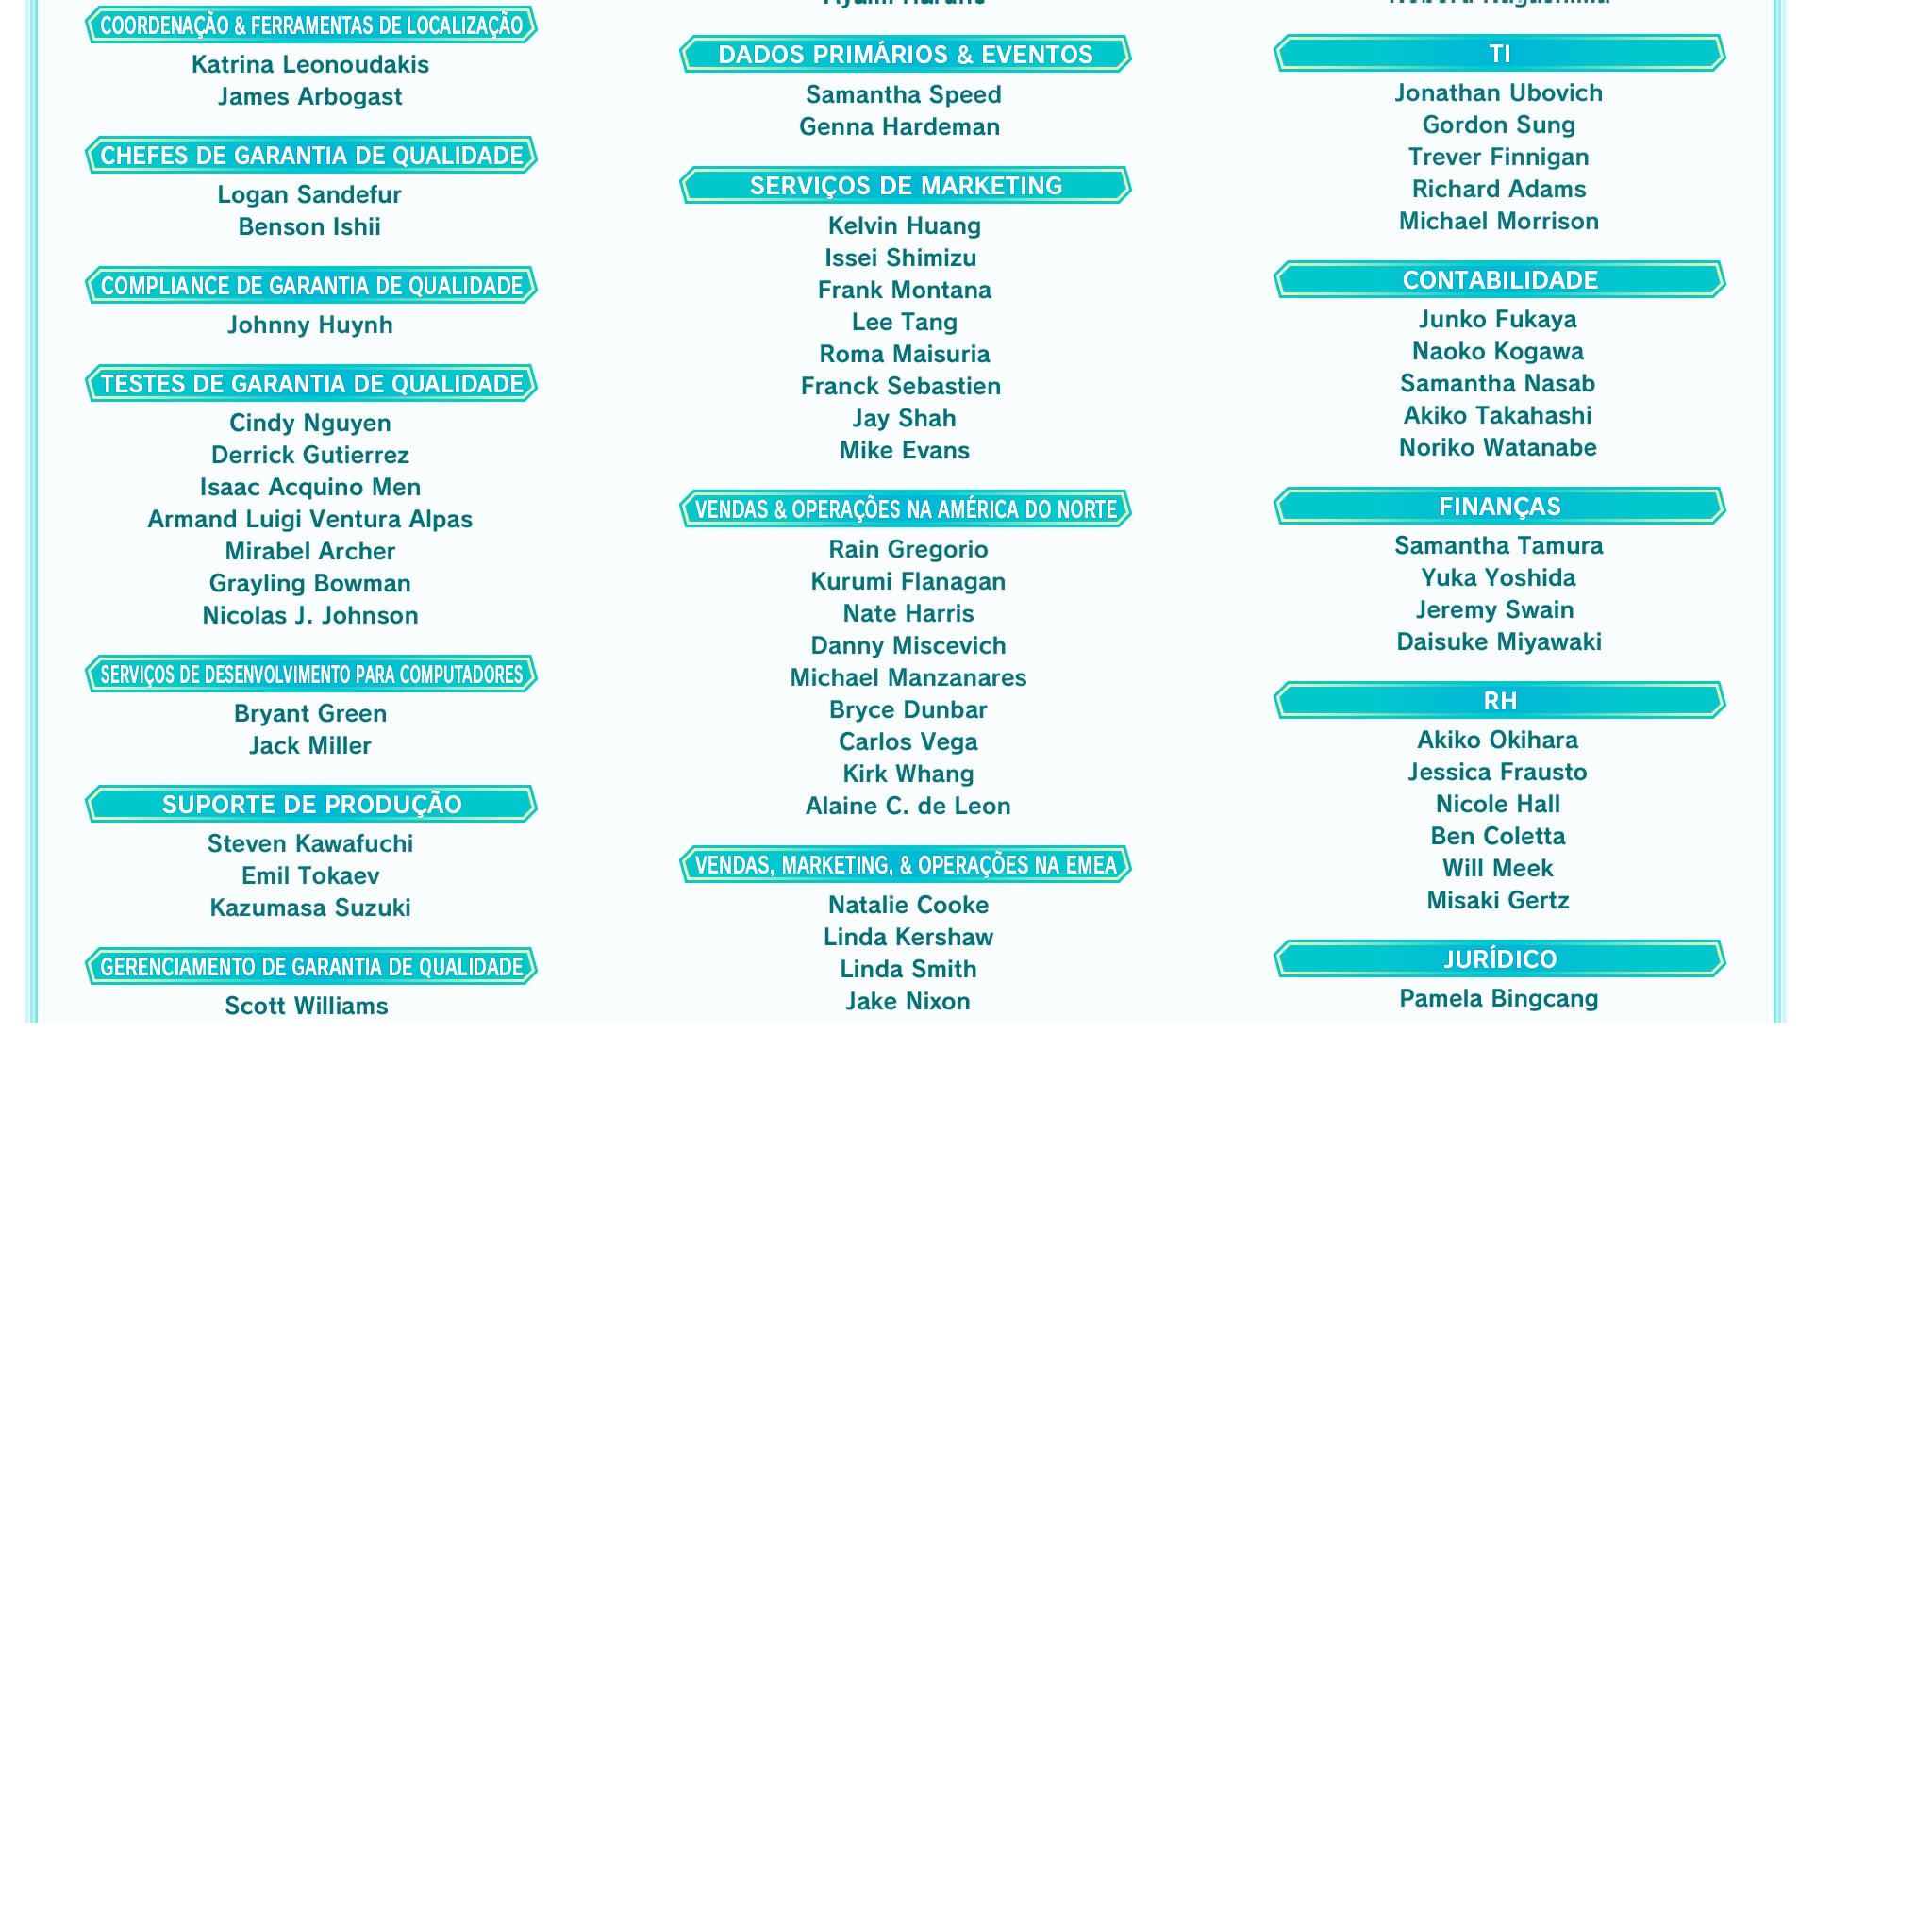 COORDENAÇÃO & FERRAMENTAS DE LOCALIZAÇÃO
Katrina Leonoudakis
James Arbogast
CHEFES DE GARANTIA DE QUALIDADE
Logan Sandefur
Benson Ishii
COMPLIANCE DE GARANTIA DE QUALIDADE
Johnny Huynh
TESTES DE GARANTIA DE QUALIDADE
Cindy Nguyen
Derrick Gutierrez
Isaac Acquino Men
Armand Luigi Ventura Alpas
Mirabel Archer
Grayling Bowman
Nicolas J. Johnson
SERVIÇOS DE DESENVOLVIMENTO PARA COMPUTADORES
Bryant Green
Jack Miller
SUPORTE DE PRODUÇÃO
Steven Kawafuchi
Emil Tokaev
Kazumasa Suzuki
GERENCIAMENTO DE GARANTIA DE QUALIDADE
Scott Williams
DADOS PRIMÁRIOS & EVENTOS
Samantha Speed
Genna Hardeman
SERVIÇOS DE MARKETING
Kelvin Huang
Issei Shimizu
Frank Montana
Lee Tang
Roma Maisuria
Franck Sebastien
Jay Shah
Mike Evans
VENDAS & OPERAÇÕES NA AMÉRICA DO NORTE
Rain Gregorio
Kurumi Flanagan
Nate Harris
Danny Miscevich
Michael Manzanares
Bryce Dunbar
Carlos Vega
Kirk Whang
Alaine C. de Leon
VENDAS, MARKETING, & OPERAÇÕES NA EMEA
Natalie Cooke
Linda Kershaw
Linda Smith
Jake Nixon
TI
Jonathan Ubovich
Gordon Sung
Trever Finnigan
Richard Adams
Michael Morrison
CONTABILIDADE
Junko Fukaya
Naoko Kogawa
Samantha Nasab
Akiko Takahashi
Noriko Watanabe
FINANÇAS
Samantha Tamura
Yuka Yoshida
Jeremy Swain
Daisuke Miyawaki
RH
Akiko Okihara
Jessica Frausto
Nicole Hall
Ben Coletta
Will Meek
Misaki Gertz
JURÍDICO
Pamela Bingcang